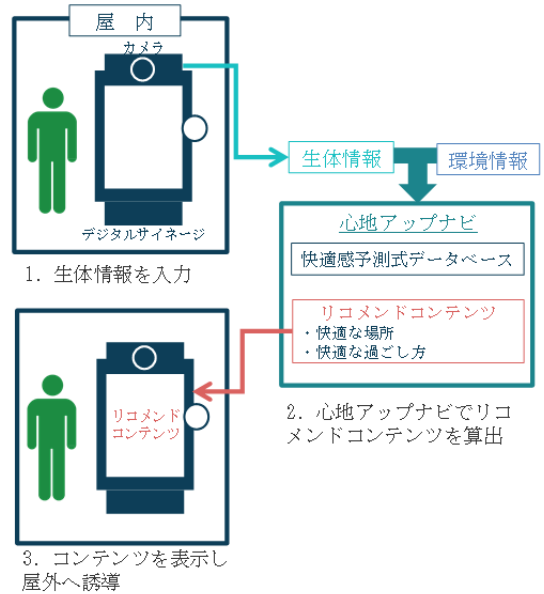 屋 内
カメラ
デジタルサイネージ
1. 生体情報を入力
生体情報
環境情報
心地アップナビ
快適感予測式データベース
リコメンドコンテンツ
・快適な場所
・快適な過ごし方
2. 心地アップナビでリコ
メンドコンテンツを算出
リコメンド
コンテンツ
3. コンテンツを表示し
屋外へ誘導